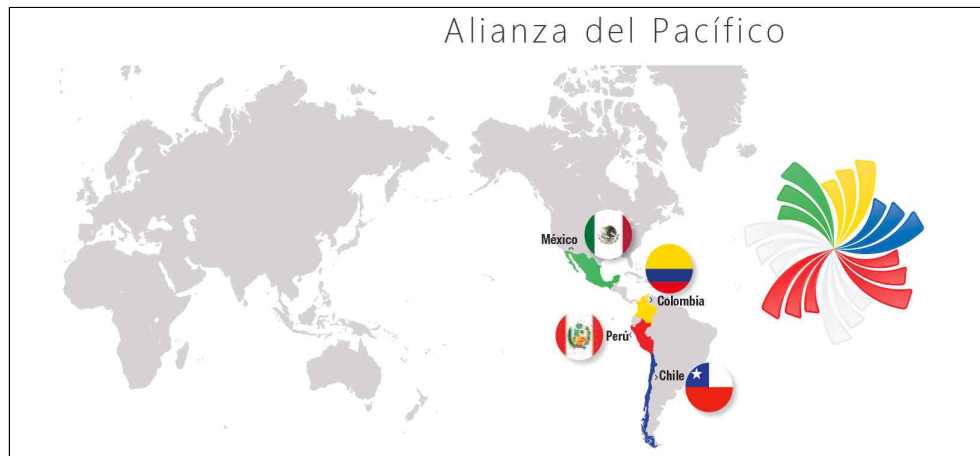 Alianza del Pacífico
México
Colombia
Perú
Chile